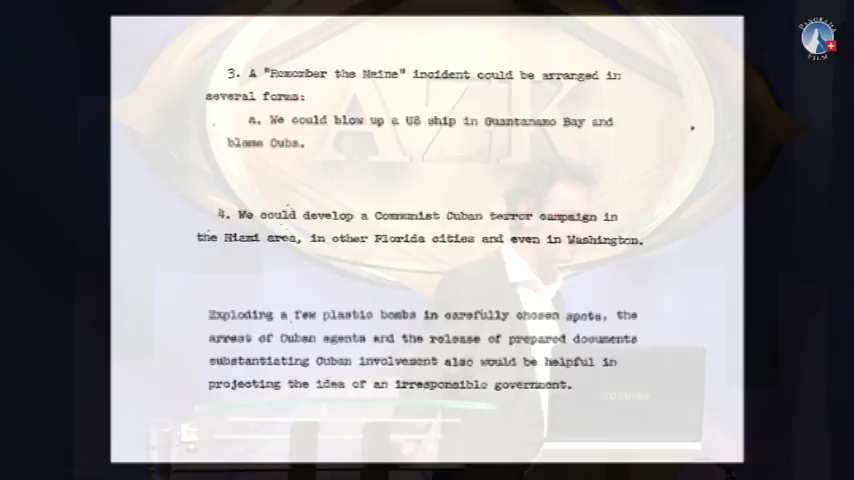 PANORAMA
FILM
AZK
3. A "Remember the Maine" incident could be arranged in
several forms:
a. We could blow up a US ship in Guantanamo Bay and
blame Cuba.
4. We could develop a Communist Cuban terror campaign in
the Miami area, in other Florida cities and even in Washington.
Exploding a few plastic bombs in carefully chosen spots, the
arrest of Cuban agents and the release of prepared documents
substantiating Cuban involvement also would be helpful in
projecting the idea of an irresponsible government.
TOSHIBA